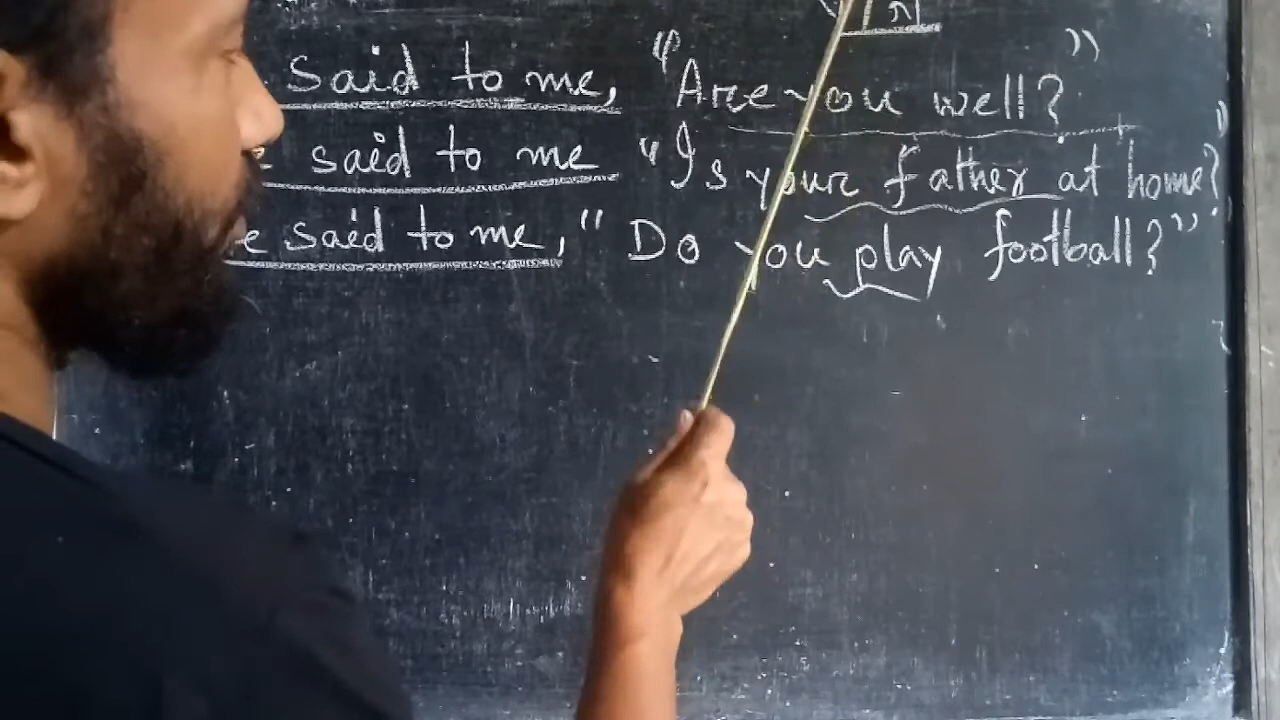 said to me, "Are you well?"
said to me "Is your father at home?"
said to me, "Do you play football?"